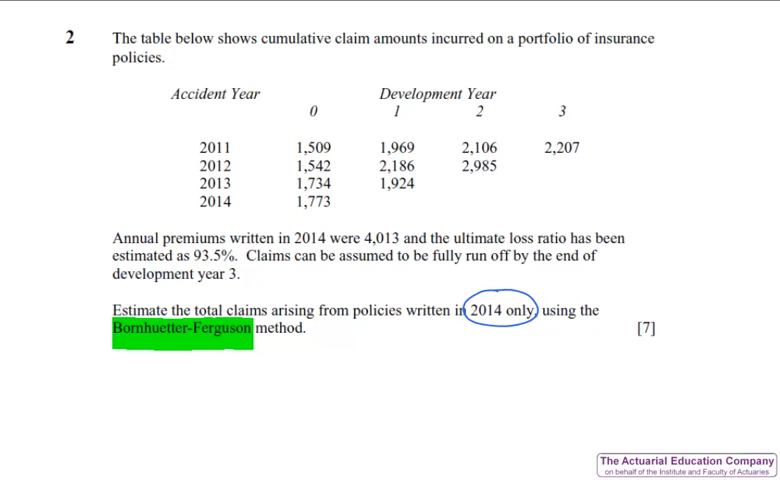 2 The table below shows cumulative claim amounts incurred on a portfolio of insurance
policies.
Accident Year Development Year
0 1 2 3
2011 1,509 1,969 2,106 2,207
2012 1,542 2,186 2,985
2013 1,734 1,924
2014 1,773
Annual premiums written in 2014 were 4,013 and the ultimate loss ratio has been
estimated as 93.5%. Claims can be assumed to be fully run off by the end of
development year 3.
Estimate the total claims arising from policies written in 2014 only, using the
Bornhuetter-Ferguson method. [7]
The Actuarial Education Company
on behalf of the Institute and Faculty of Actuaries